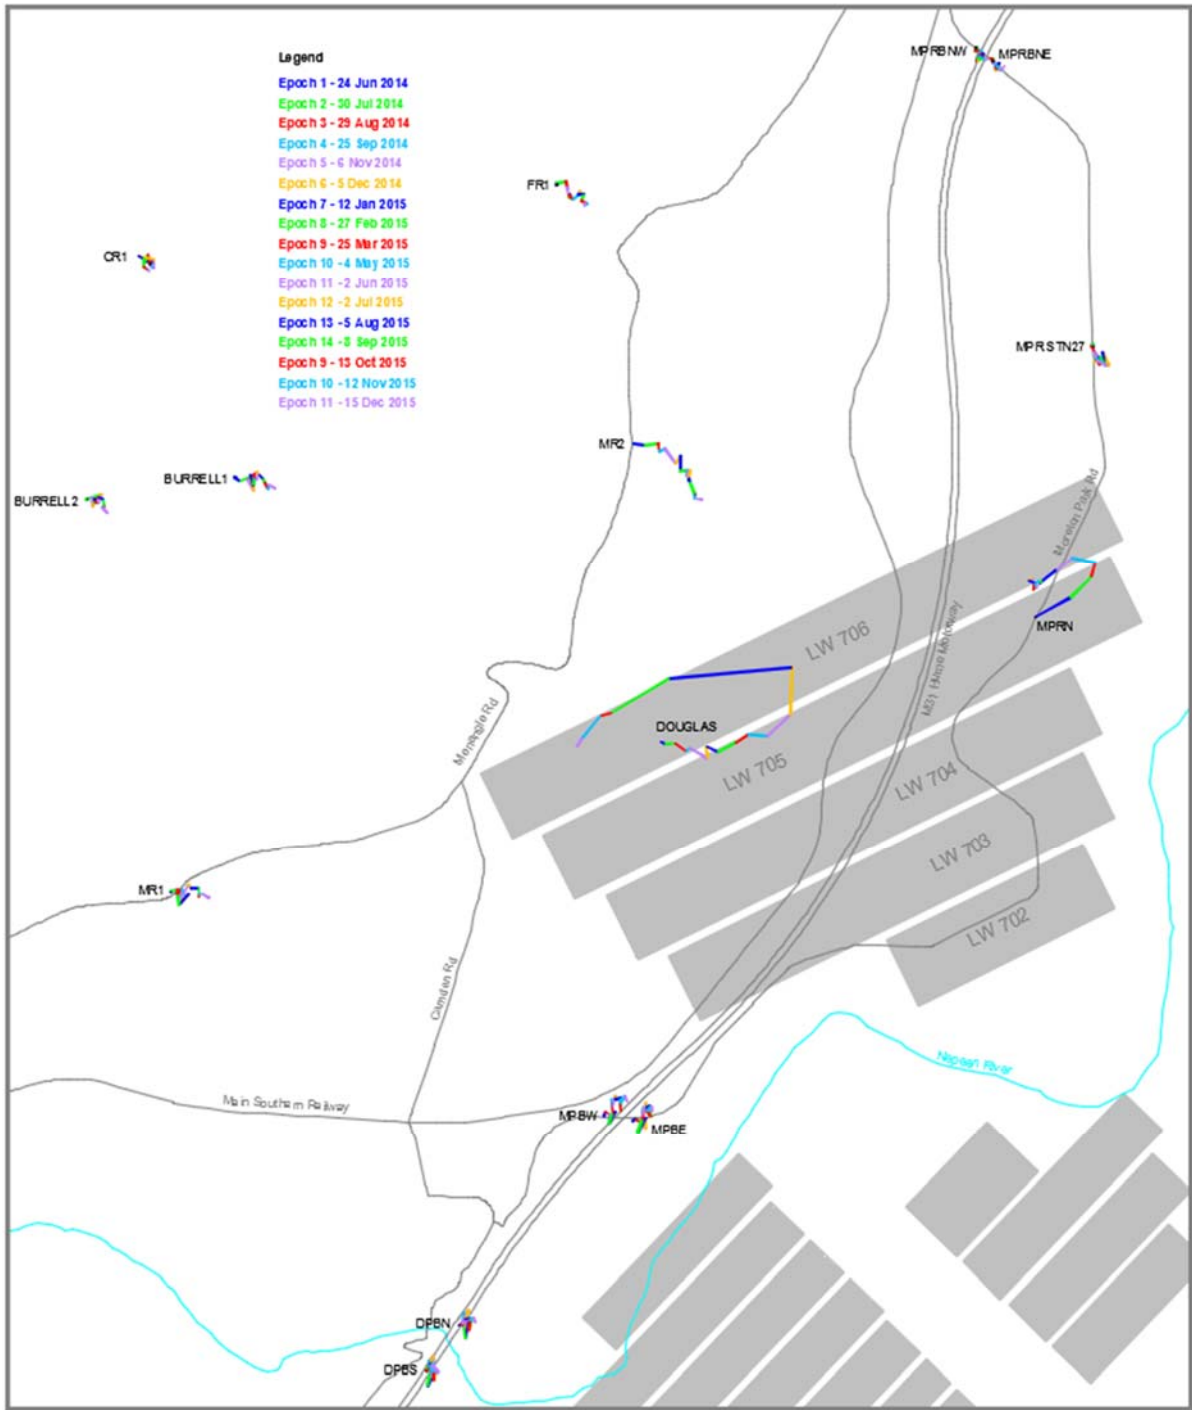 Legend
Epoch 1 - 24 Jun 2014
Epoch 2 - 30 Jul 2014
Epoch 3 - 29 Aug 2014
Epoch 4 - 25 Sep 2014
Epoch 5 - 6 Nov 2014
Epoch 6 - 5 Dec 2014
Epoch 7 - 12 Jan 2015
Epoch 8 - 27 Feb 2015
Epoch 9 - 25 Mar 2015
Epoch 10 - 4 May 2015
Epoch 11 - 2 Jun 2015
Epoch 12 - 2 Jul 2015
Epoch 13 - 5 Aug 2015
Epoch 14 - 8 Sep 2015
Epoch 9 - 13 Oct 2015
Epoch 10 - 12 Nov 2015
Epoch 11 - 15 Dec 2015
MPRBNW
MPRBNE
FR1
CR1
MPRSTN27
MR2
BURRELL1
BURRELL2
Menangle Rd
MPRN
LW 706
DOUGLAS
LW 705
LW 704
LW 703
LW 702
M31 Hume Motorway
Moreton Park Rd
MR1
Camden Rd
Nepean River
Main Southern Railway
MPBW
MPBE
DPBN
DPBS